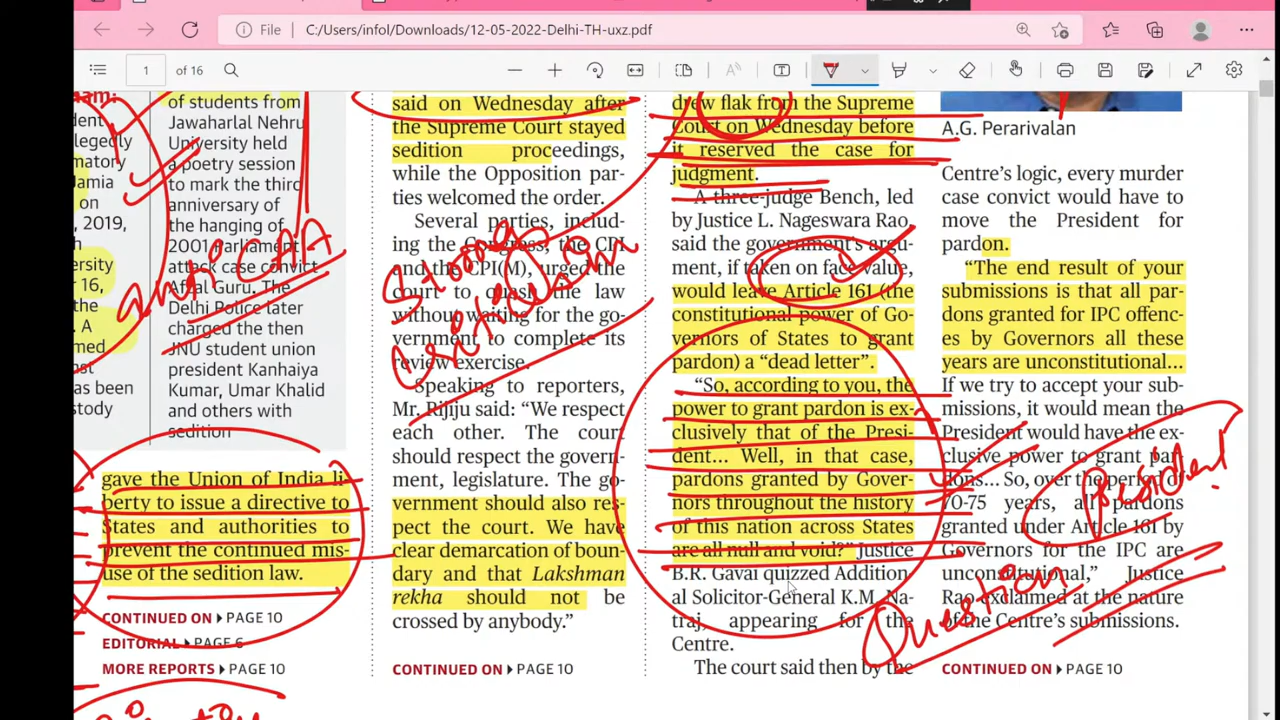 File
C:/Users/infol/Downloads/12-05-2022-Delhi-TH-uxz.pdf
1 of 16
dent
legedly
matory
Jamia
on
, 2019,
ersity
16,
the
. A
med
nst
as been
stody
of students from
Jawaharlal Nehru
University held
a poetry session
to mark the third
anniversary of
the hanging of
2001 Parliament
attack case convict
Afzal Guru. The
Delhi Police later
charged the then
JNU student union
president Kanhaiya
Kumar, Umar Khalid
and others with
sedition
anti CAA
gave the Union of India li-
berty to issue a directive to
States and authorities to
prevent the continued mis-
use of the sedition law.
CONTINUED ON PAGE 10
EDITORIAL PAGE 6
MORE REPORTS PAGE 10
said on Wednesday after
the Supreme Court stayed
sedition proceedings,
while the Opposition par-
ties welcomed the order.
Several parties, includ-
ing the Congress, the CPI
and the CPI(M), urged the
court to quash the law
without waiting for the go-
vernment to complete its
review exercise.
Speaking to reporters,
Mr. Rijiju said: “We respect
each other. The court
should respect the govern-
ment, legislature. The go-
vernment should also res-
pect the court. We have
clear demarcation of boun-
dary and that Lakshman
rekha should not be
crossed by anybody.”
CONTINUED ON PAGE 10
Strong
Criticism
drew flak from the Supreme
Court on Wednesday before
it reserved the case for
judgment.
A three-judge Bench, led
by Justice L. Nageswara Rao,
said the government’s argu-
ment, if taken on face value,
would leave Article 161 (the
constitutional power of Go-
vernors of States to grant
pardon) a “dead letter”.
“So, according to you, the
power to grant pardon is ex-
clusively that of the Presi-
dent... Well, in that case,
pardons granted by Gover-
nors throughout the history
of this nation across States
are all null and void?” Justice
B.R. Gavai quizzed Addition-
al Solicitor-General K.M. Na-
traj, appearing for the
Centre.
The court said then by the
A.G. Perarivalan
Centre’s logic, every murder
case convict would have to
move the President for
pardon.
“The end result of your
submissions is that all par-
dons granted for IPC offenc-
es by Governors all these
years are unconstitutional...
If we try to accept your sub-
missions, it would mean the
President would have the ex-
clusive power to grant par-
dons... So, over the period of
70-75 years, all pardons
granted under Article 161 by
Governors for the IPC are
unconstitutional,” Justice
Rao exclaimed at the nature
of the Centre’s submissions.
CONTINUED ON PAGE 10
President
Question